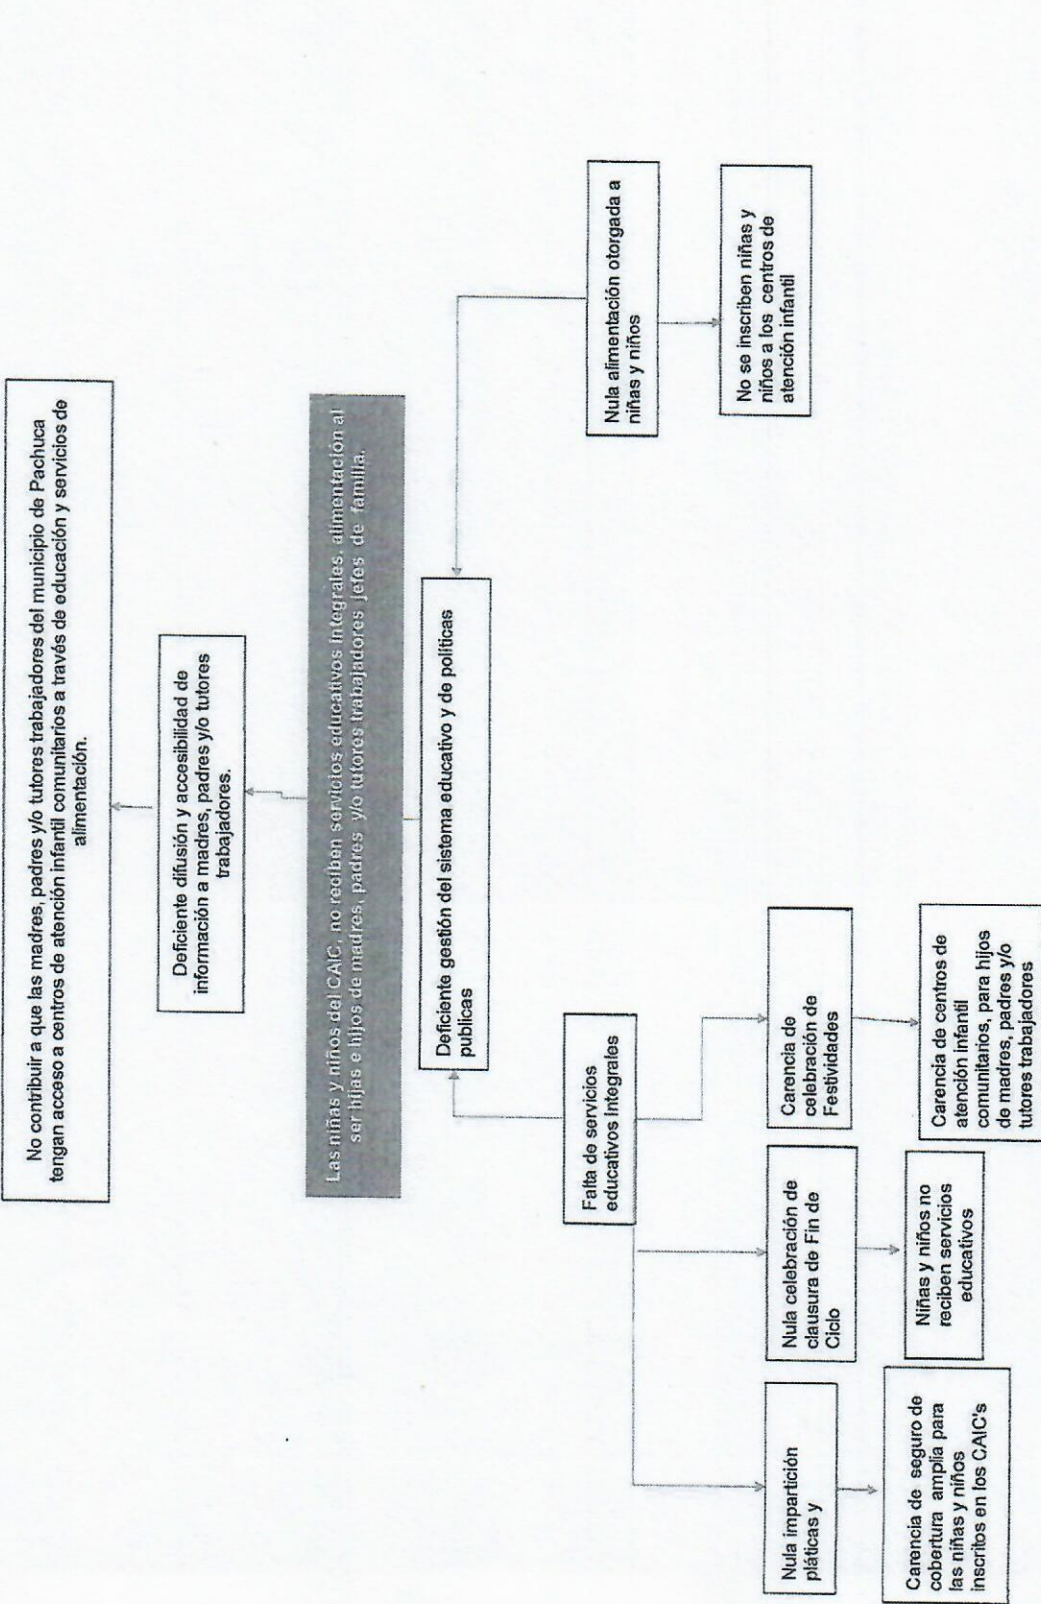 No contribuir a que las madres, padres y/o tutores trabajadores del municipio de Pachuca
tengan acceso a centros de atención infantil comunitarios a través de educación y servicios de
alimentación.
Deficiente difusión y accesibilidad de
información a madres, padres y/o tutores
trabajadores.
Las niñas y niños del CAIC, no reciben servicios educativos integrales, alimentación al
ser hijas e hijos de madres, padres y/o tutores trabajadores jefes de familia.
Deficiente gestión del sistema educativo y de políticas
publicas
Falta de servicios
educativos Integrales
Nula alimentación otorgada a
niñas y niños
Nula impartición
pláticas y
Nula celebración de
clausura de Fin de
Ciclo
Carencia de
celebración de
Festividades
No se inscriben niñas y
niños a los centros de
atención infantil
Carencia de seguro de
cobertura amplia para
las niñas y niños
inscritos en los CAIC's
Niñas y niños no
reciben servicios
educativos
Carencia de centros de
atención infantil
comunitarios, para hijos
de madres, padres y/o
tutores trabajadores